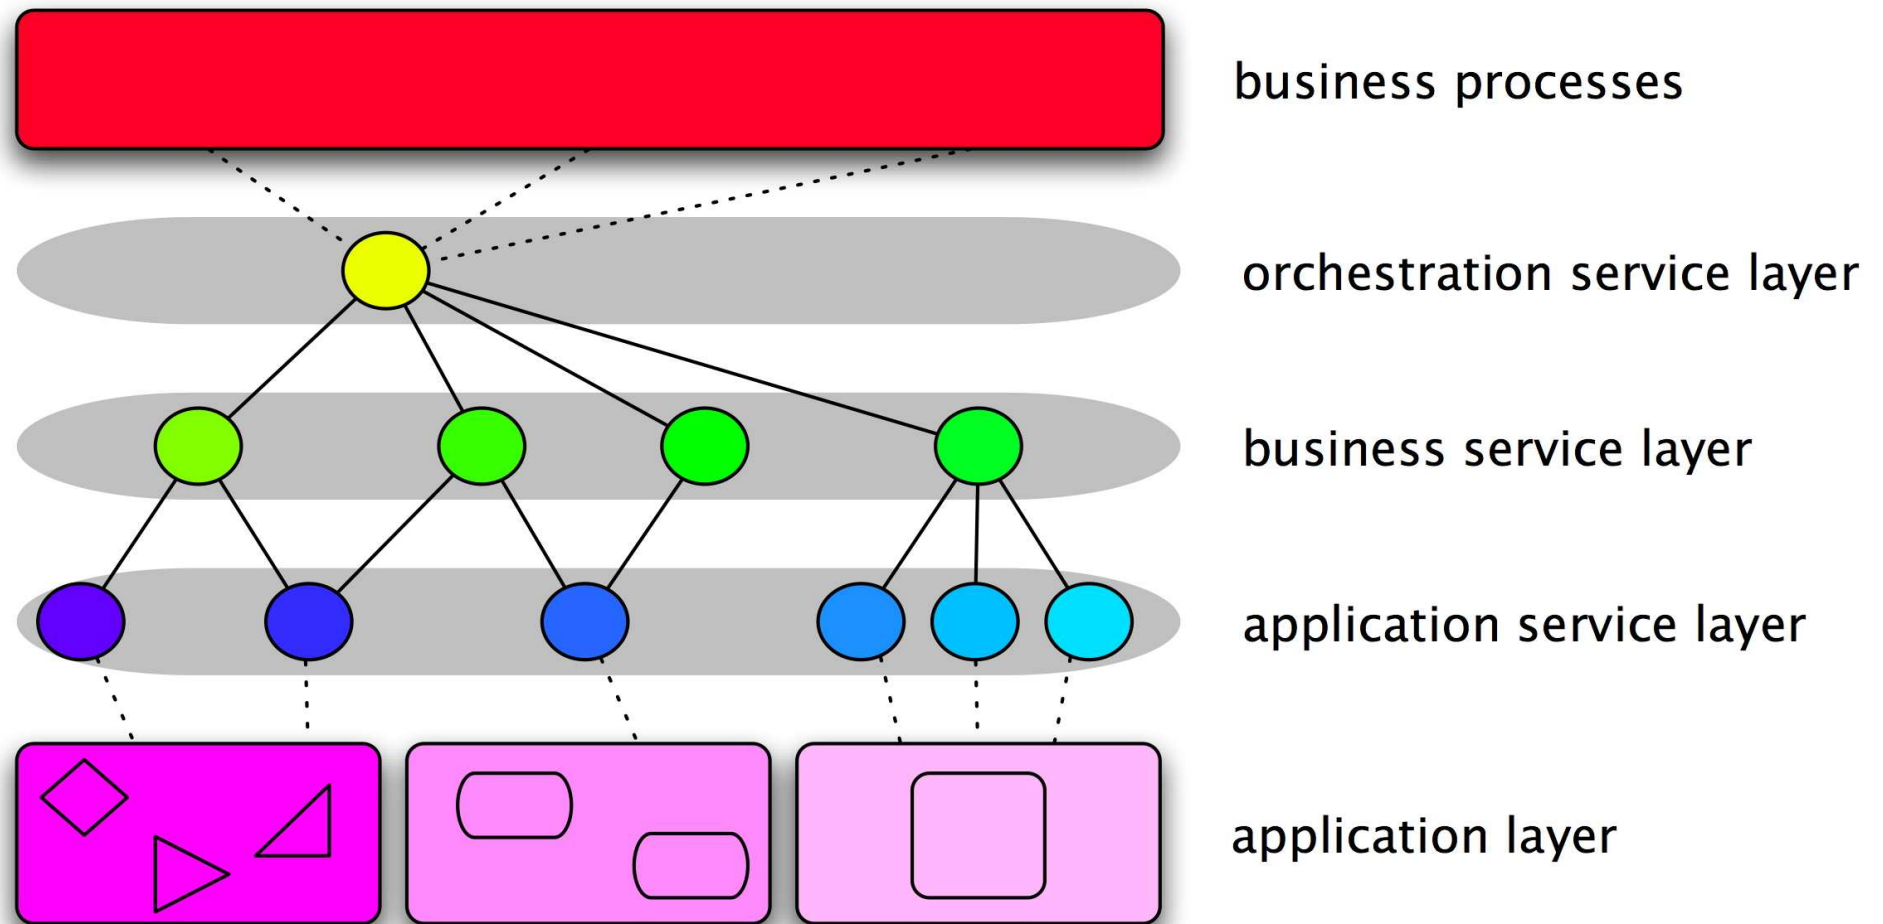 business processes
orchestration service layer
business service layer
application service layer
application layer